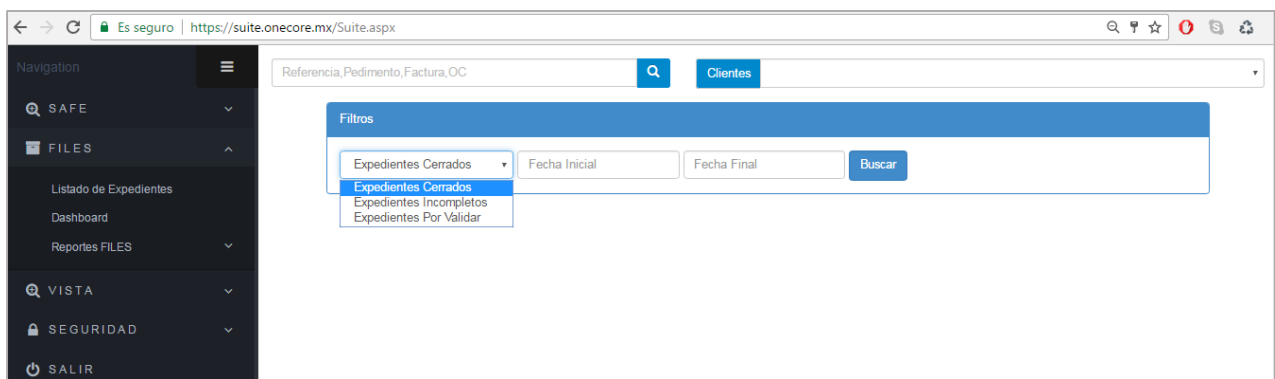 Es seguro | https://suite.onecore.mx/Suite.aspx
Navigation
Referencia,Pedimento,Factura,OC
Clientes
SAFE
Filtros
FILES
Expedientes Cerrados
Fecha Inicial
Fecha Final
Buscar
Expedientes Cerrados
Expedientes Incompletos
Expedientes Por Validar
Listado de Expedientes
Dashboard
Reportes FILES
VISTA
SEGURIDAD
SALIR